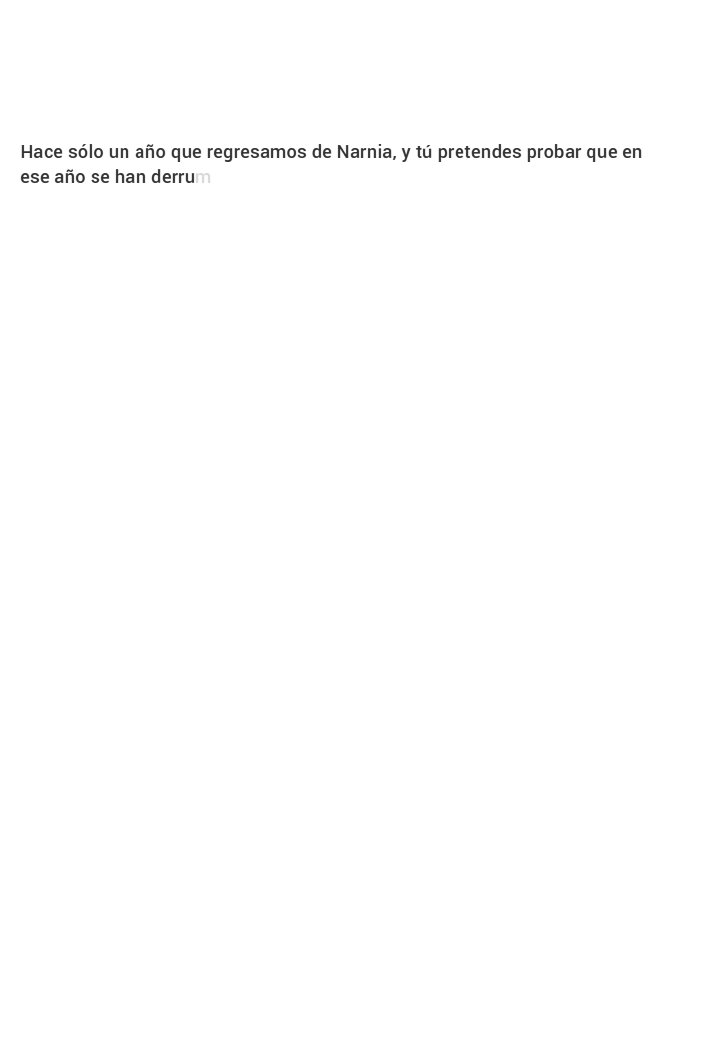 Hace sólo un año que regresamos de Narnia, y tú pretendes probar que en
ese año se han derrum